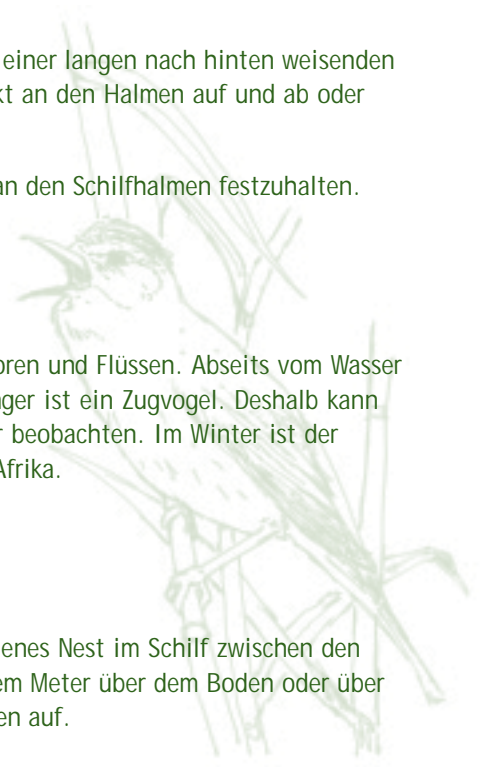 einer langen nach hinten weisenden
kt an den Halmen auf und ab oder
an den Schilfhalmen festzuhalten.
oren und Flüssen. Abseits vom Wasser
ger ist ein Zugvogel. Deshalb kann
r beobachten. Im Winter ist der
Afrika.
enes Nest im Schilf zwischen den
em Meter über dem Boden oder über
en auf.